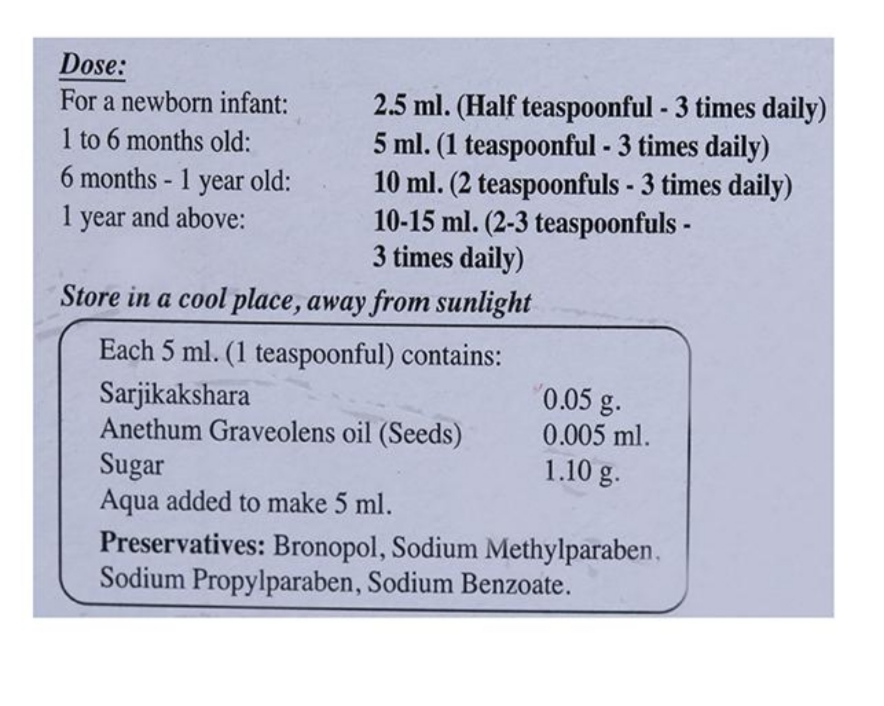 Dose:
For a newborn infant: 2.5 ml. (Half teaspoonful - 3 times daily)
1 to 6 months old: 5 ml. (1 teaspoonful - 3 times daily)
6 months - 1 year old: 10 ml. (2 teaspoonfuls - 3 times daily)
1 year and above: 10-15 ml. (2-3 teaspoonfuls -
3 times daily)
Store in a cool place, away from sunlight
Each 5 ml. (1 teaspoonful) contains:
Sarjikakshara 0.05 g.
Anethum Graveolens oil (Seeds) 0.005 ml.
Sugar 1.10 g.
Aqua added to make 5 ml.
Preservatives: Bronopol, Sodium Methylparaben.
Sodium Propylparaben, Sodium Benzoate.